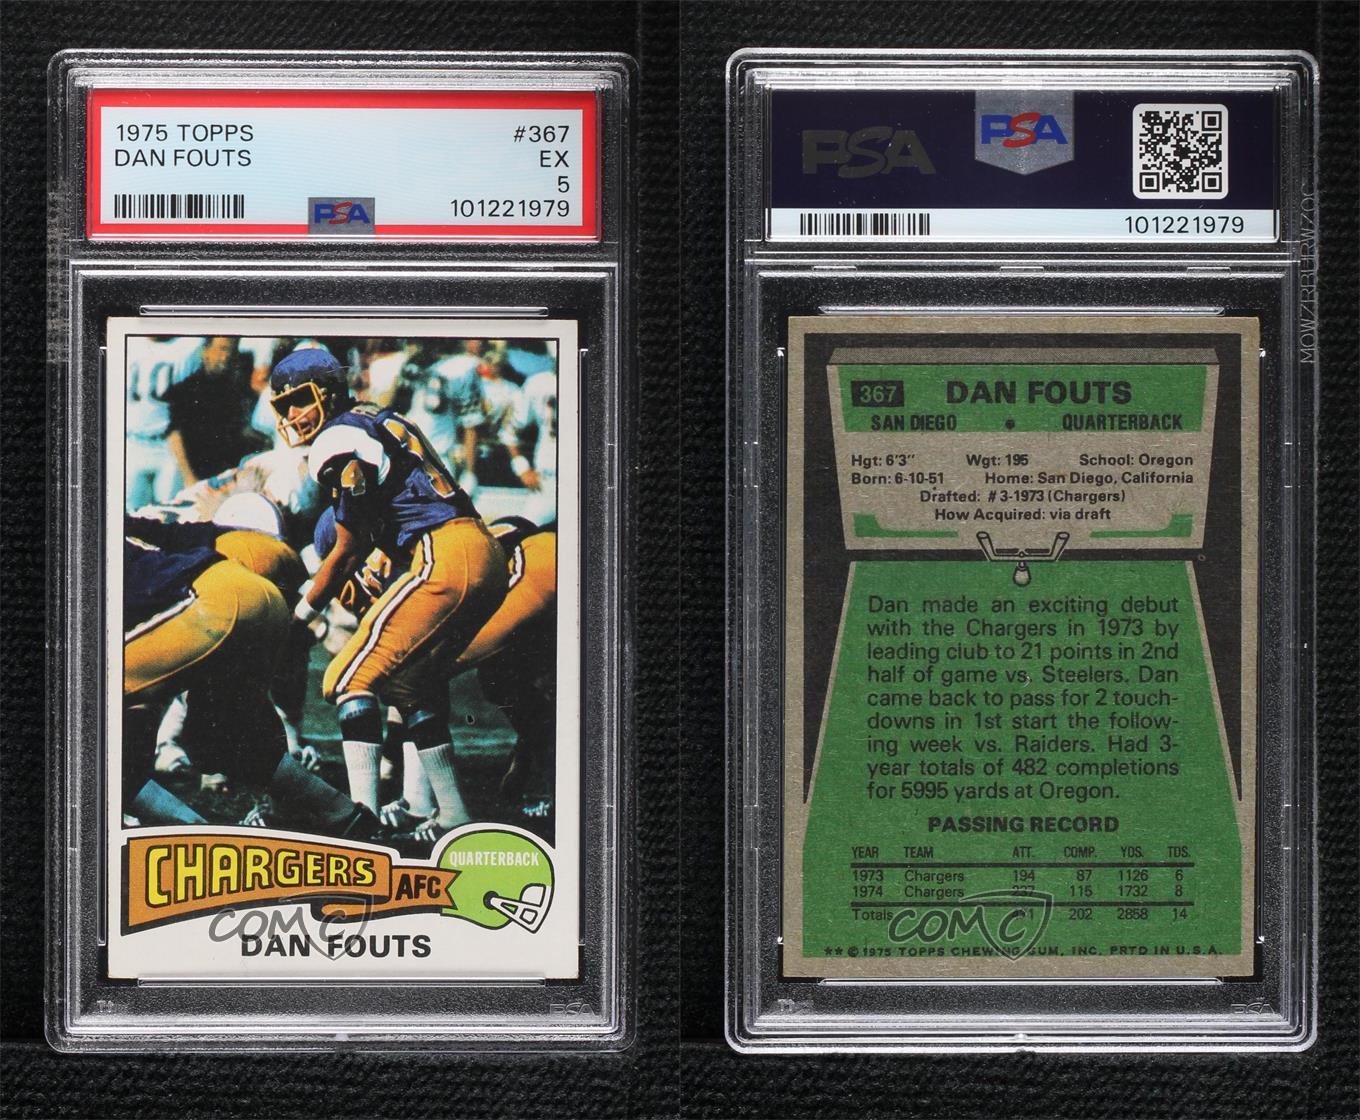 1975 TOPPS #367
DAN FOUTS EX
5
PSA 101221979
CHARGERS
AFC
QUARTERBACK
DAN FOUTS
COMC
PSA
PSA PSA
101221979
367 DAN FOUTS
SAN DIEGO • QUARTERBACK
Hgt: 6'3" Wgt: 195 School: Oregon
Born: 6-10-51 Home: San Diego, California
Drafted: #3-1973 (Chargers)
How Acquired: via draft
Dan made an exciting debut
with the Chargers in 1973 by
leading club to 21 points in 2nd
half of game vs. Steelers. Dan
came back to pass for 2 touch-
downs in 1st start the follow-
ing week vs. Raiders. Had 3-
year totals of 482 completions
for 5995 yards at Oregon.
PASSING RECORD
YEAR TEAM ATT. COMP. YDS. TDS.
1973 Chargers 194 87 1126 6
1974 Chargers 237 115 1732 8
Totals 202 2858 14
COMC
** © 1975 TOPPS CHEWING GUM, INC. PRTD IN U.S.A.
PSA